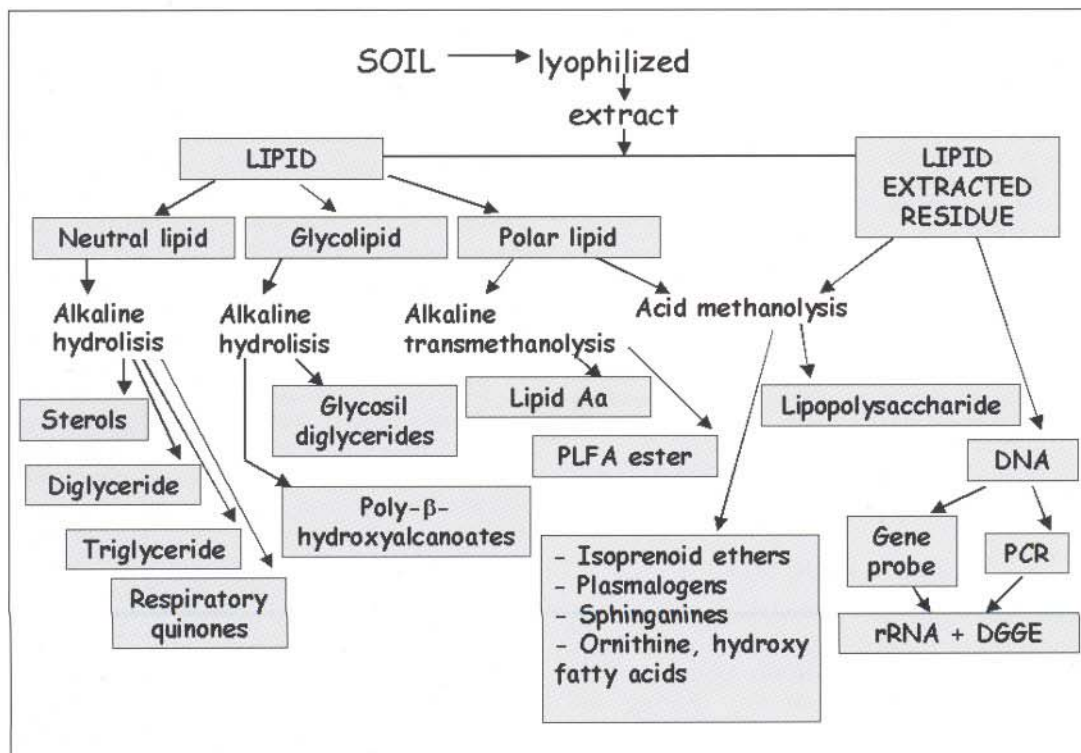 SOIL lyophilized
extract
LIPID
LIPID
EXTRACTED
RESIDUE
Neutral lipid
Glycolipid
Polar lipid
Alkaline
hydrolisis
Alkaline
hydrolisis
Alkaline
transmethanolysis
Acid methanolysis
Sterols
Diglyceride
Triglyceride
Respiratory
quinones
Glycosil
diglycerides
Poly-β-
hydroxyalcanoates
Lipid Aa
PLFA ester
Lipopolysaccharide
- Isoprenoid ethers
- Plasmalogens
- Sphinganines
- Ornithine, hydroxy
fatty acids
DNA
Gene
probe
PCR
rRNA + DGGE